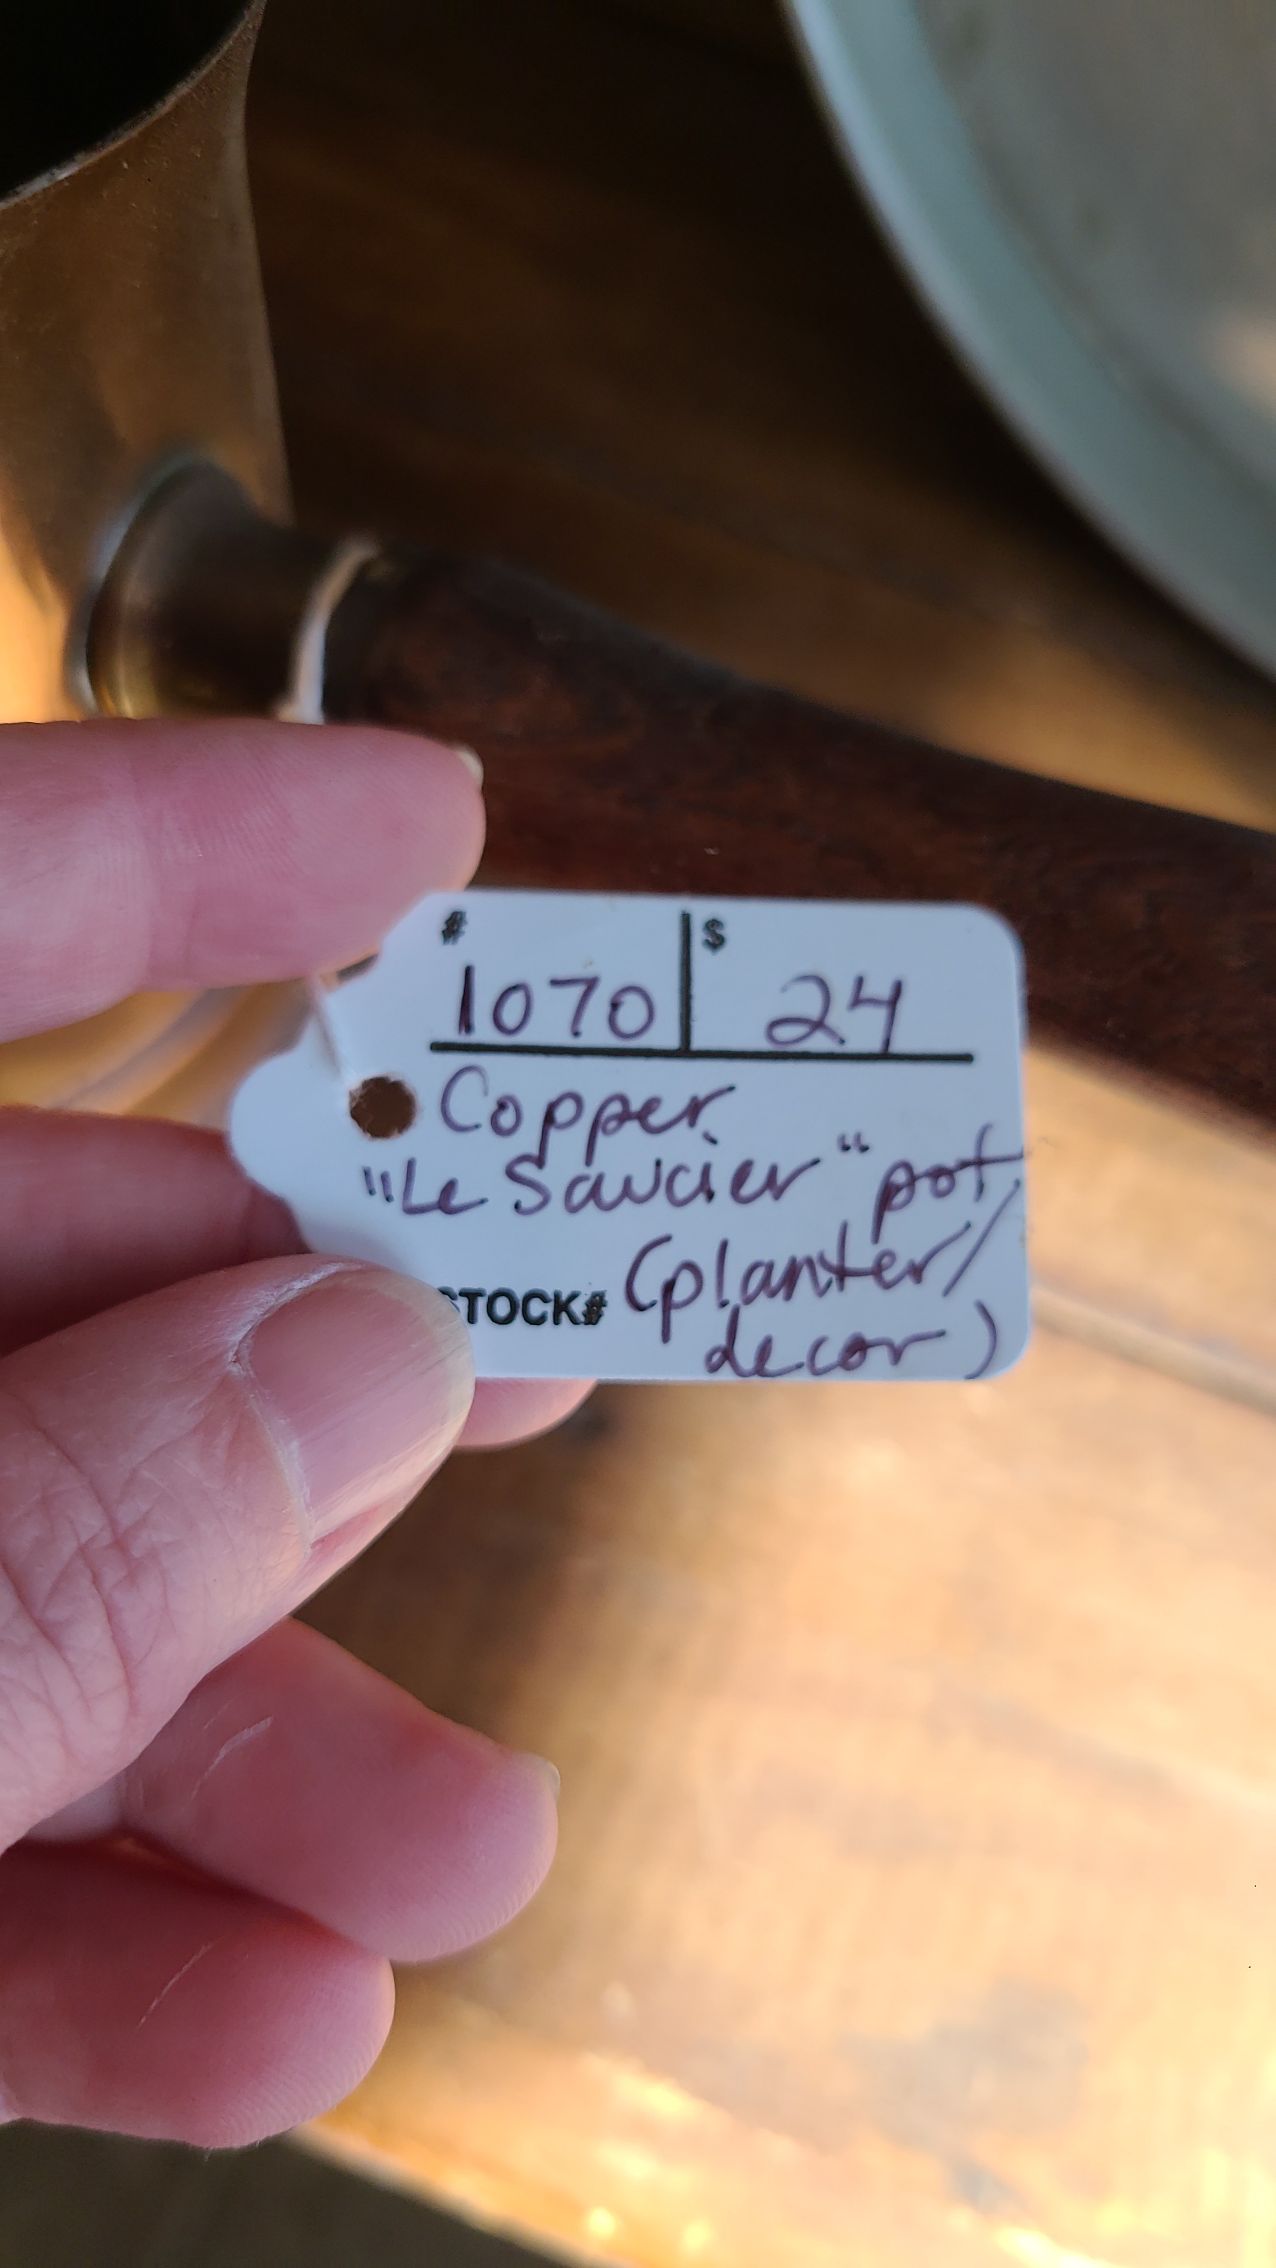 # $
1070 24
Copper
"Le Saucier" pot
(planter/
STOCK#
decor)